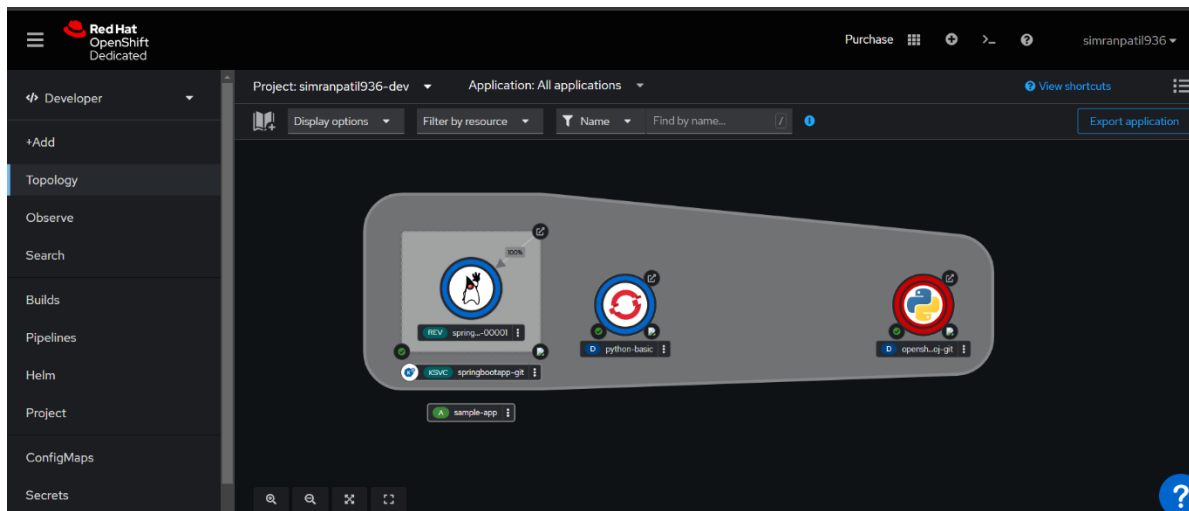 Red Hat
OpenShift
Dedicated
Purchase
simranpatil936
Developer
Project: simranpatil936-dev
Application: All applications
View shortcuts
Display options
Filter by resource
Name
Find by name...
/
Export application
+Add
Topology
Observe
Search
Builds
Pipelines
Helm
Project
ConfigMaps
Secrets
100%
REV spring...-00001
KSVC springbootapp-git
A sample-app
D python-basic
D opensh...oj-git